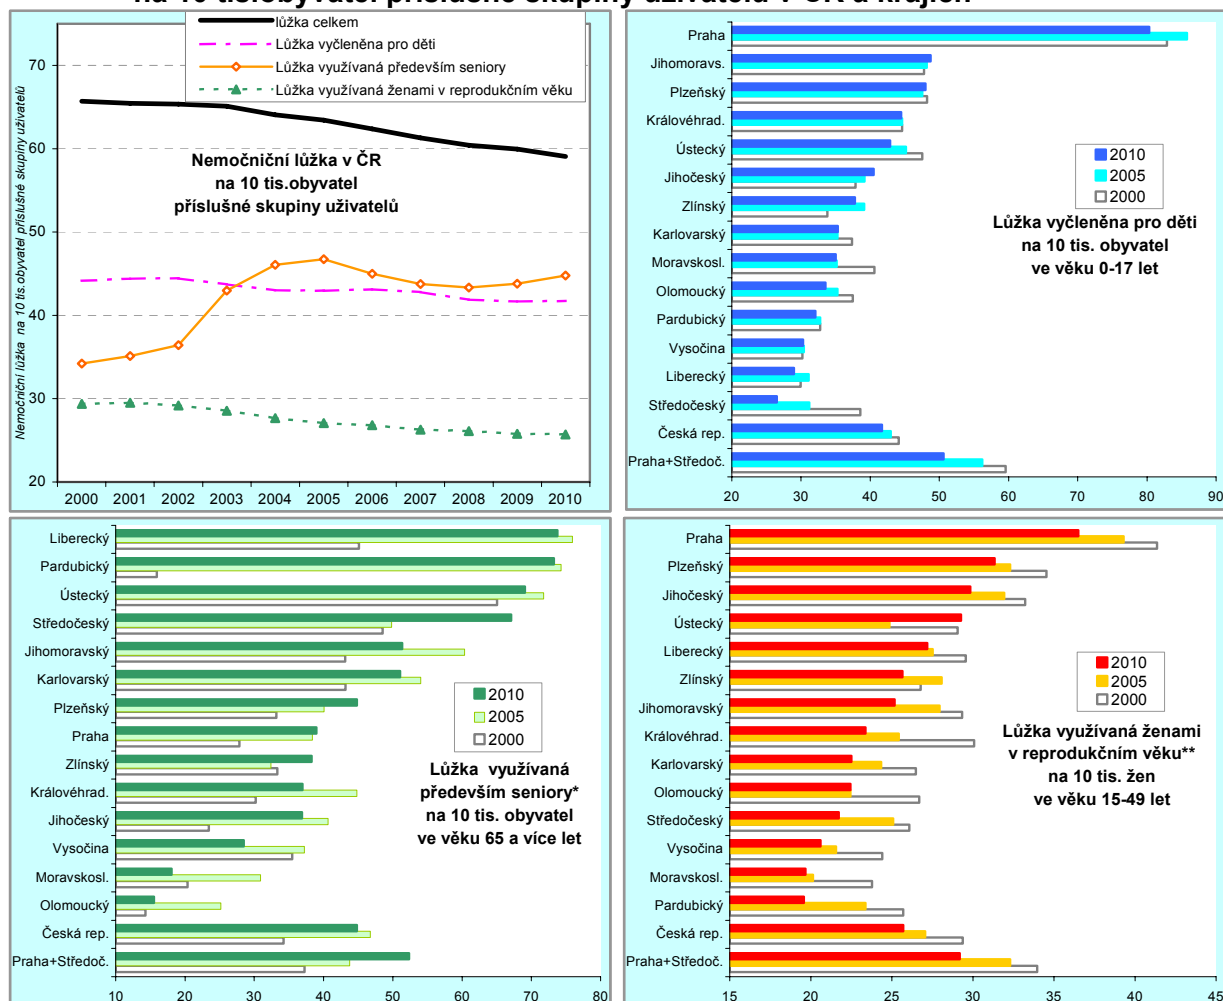 na 10 tis.obyvatel příslušné skupiny uživatelů v ČR a krajích
lůžka celkem
Lůžka vyčleněna pro děti
Lůžka využívaná především seniory
Lůžka využívaná ženami v reprodukčním věku
Nemocniční lůžka na 10 tis.obyvatel příslušné skupiny uživatelů
Nemocniční lůžka v ČR
na 10 tis.obyvatel
příslušné skupiny uživatelů
70
60
50
40
30
20
2000 2001 2002 2003 2004 2005 2006 2007 2008 2009 2010
Praha
Jihomoravs.
Plzeňský
Královéhrad.
Ústecký
Jihočeský
Zlínský
Karlovarský
Moravskosl.
Olomoucký
Pardubický
Vysočina
Liberecký
Středočeský
Česká rep.
Praha+Středoč.
2010
2005
2000
Lůžka vyčleněna pro děti
na 10 tis. obyvatel
ve věku 0-17 let
20 30 40 50 60 70 80 90
Liberecký
Pardubický
Ústecký
Středočeský
Jihomoravský
Karlovarský
Plzeňský
Praha
Zlínský
Královéhrad.
Jihočeský
Vysočina
Moravskosl.
Olomoucký
Česká rep.
Praha+Středoč.
2010
2005
2000
Lůžka využívaná
především seniory*
na 10 tis. obyvatel
ve věku 65 a více let
10 20 30 40 50 60 70 80
Praha
Plzeňský
Jihočeský
Ústecký
Liberecký
Zlínský
Jihomoravský
Královéhrad.
Karlovarský
Olomoucký
Středočeský
Vysočina
Moravskosl.
Pardubický
Česká rep.
Praha+Středoč.
2010
2005
2000
Lůžka využívaná ženami
v reprodukčním věku**
na 10 tis. žen
ve věku 15-49 let
15 20 25 30 35 40 45